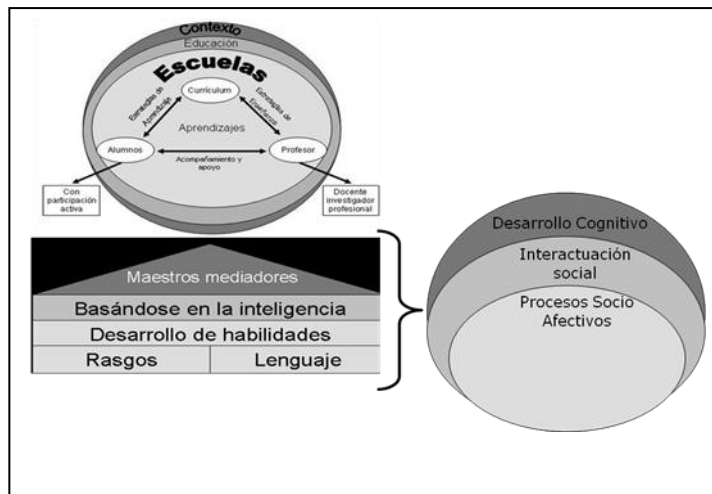 Contexto
Educación
Escuelas
Currículum
Estrategias de
Aprendizaje
Estrategias de
Enseñanza
Aprendizajes
Alumnos
Profesor
Acompañamiento y
apoyo
Con
participación
activa
Docente
investigador
profesional
Maestros mediadores
Basándose en la inteligencia
Desarrollo de habilidades
Rasgos
Lenguaje
Desarrollo Cognitivo
Interactuación
social
Procesos Socio
Afectivos